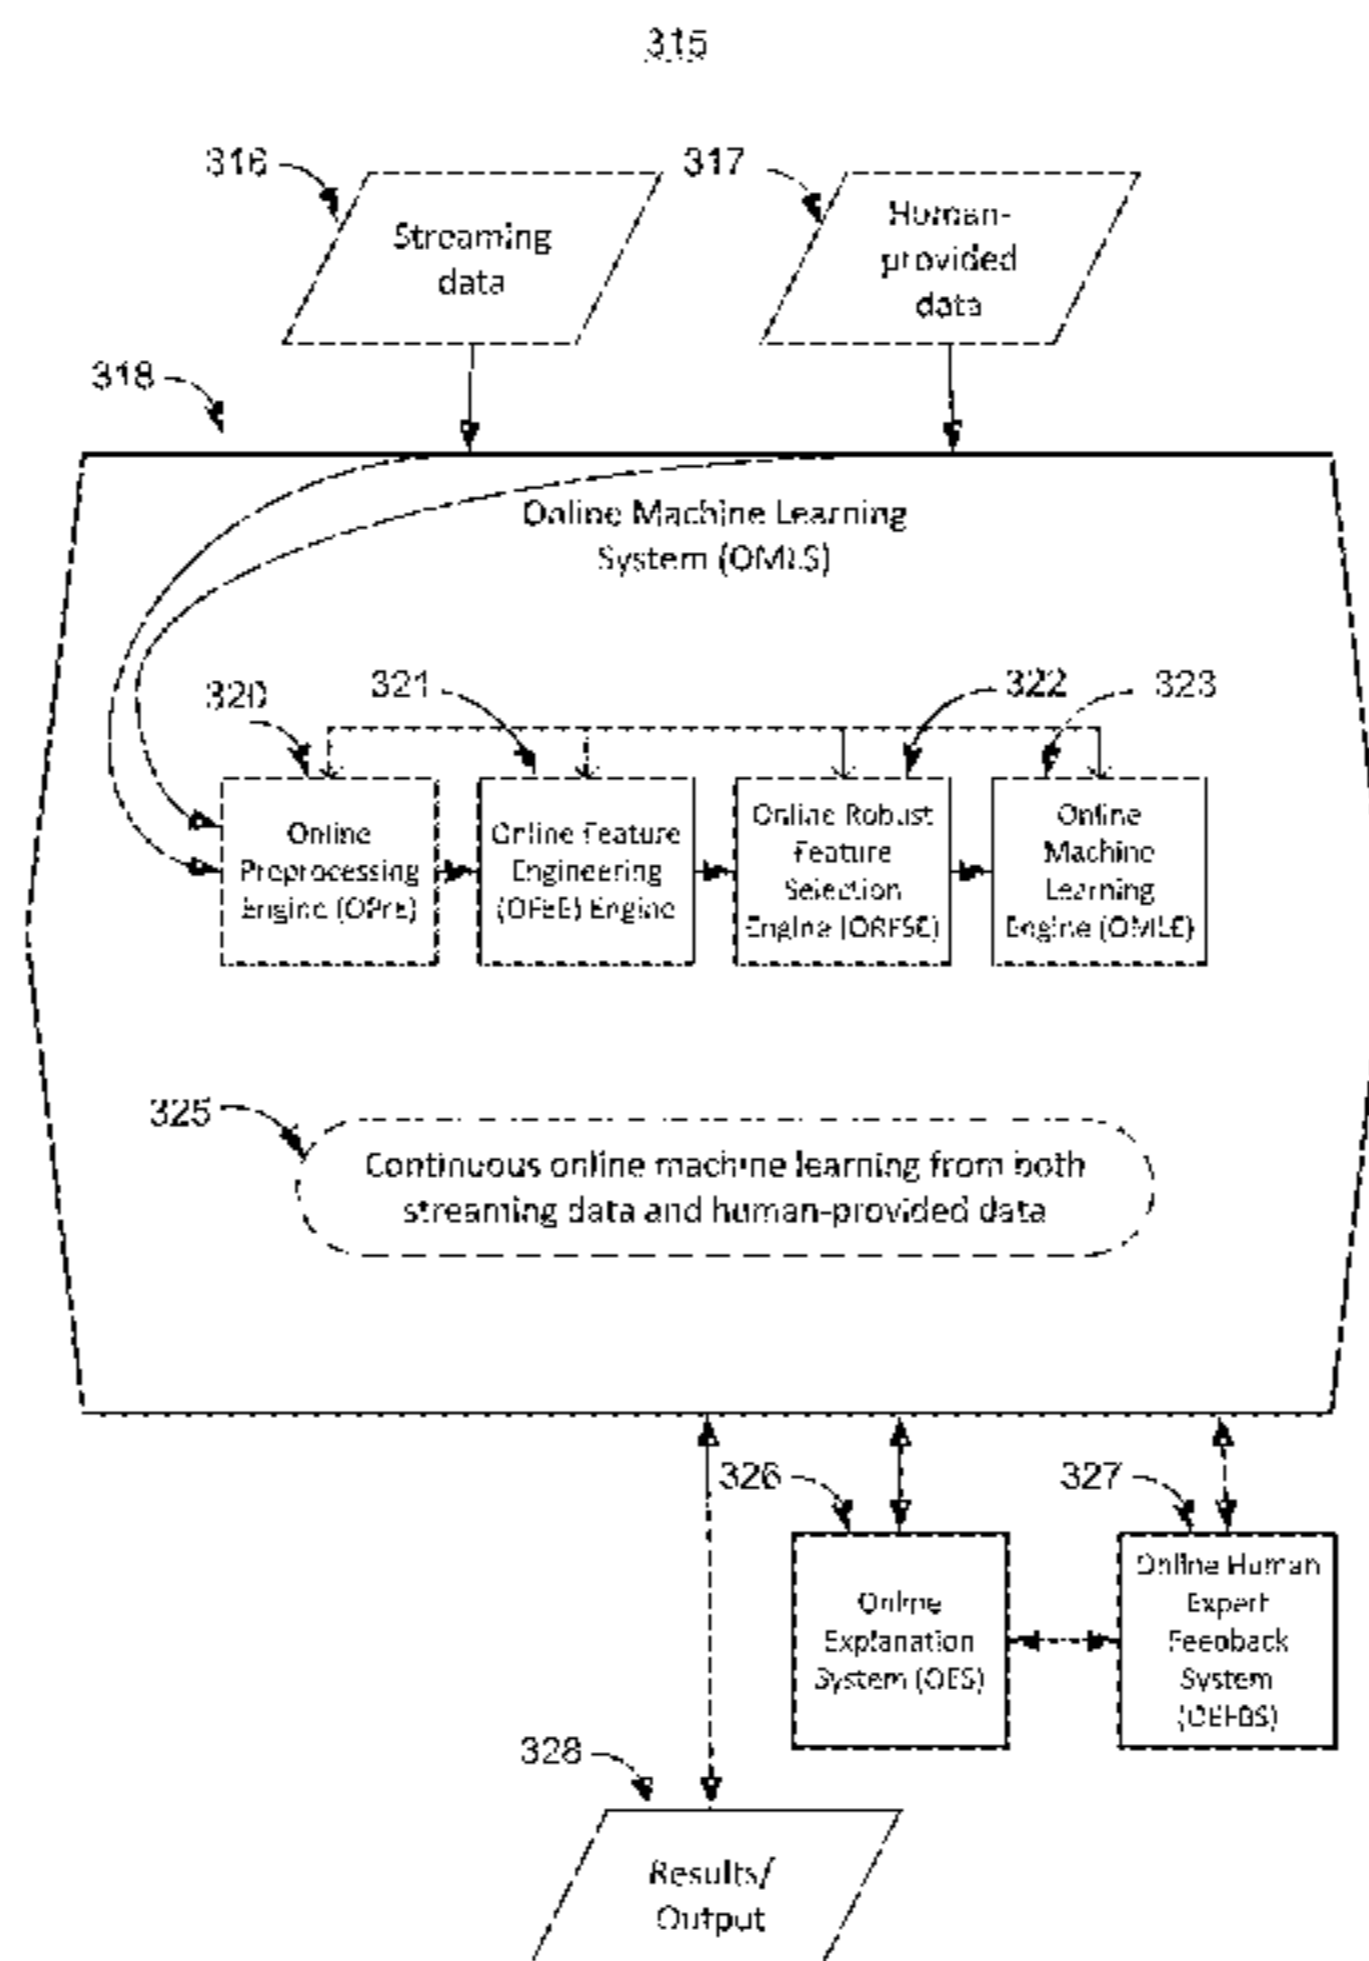 315
316
Streaming
data
317
Human-
provided
data
318
Online Machine Learning
System (OMLS)
320
321
322
323
Online
Preprocessing
Engine (OPrE)
Online Feature
Engineering
(OFeE) Engine
Online Robust
Feature
Selection
Engine (ORFSE)
Online
Machine
Learning
Engine (OMLE)
325
Continuous online machine learning from both
streaming data and human-provided data
326
Online
Explanation
System (OES)
327
Online Human
Expert
Feedback
System
(OEFBS)
328
Results/
Output